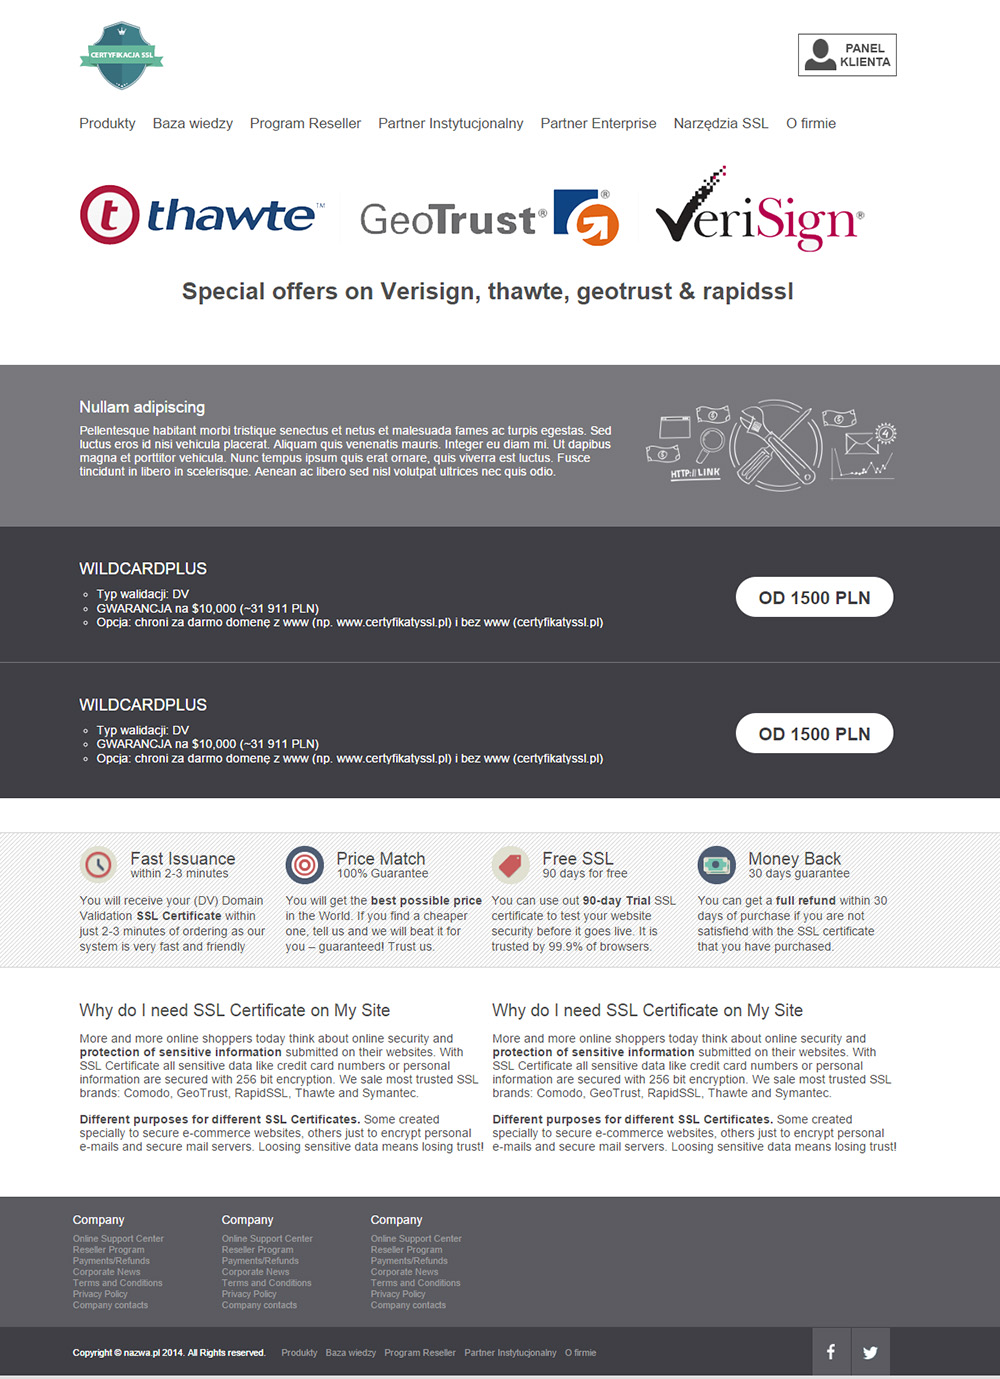 CERTYFIKACJA SSL
PANEL
KLIENTA
Produkty Baza wiedzy Program Reseller Partner Instytucjonalny Partner Enterprise Narzędzia SSL O firmie
t thawte™ GeoTrust® VeriSign®
Special offers on Verisign, thawte, geotrust & rapidssl
Nullam adipiscing
Pellentesque habitant morbi tristique senectus et netus et malesuada fames ac turpis egestas. Sed
luctus eros id nisi vehicula placerat. Aliquam quis venenatis mauris. Integer eu diam mi. Ut dapibus
magna et porttitor vehicula. Nunc tempus ipsum quis erat ornare, quis viverra est luctus. Fusce
tincidunt in libero in scelerisque. Aenean ac libero sed nisl volutpat ultrices nec quis odio.
$ $ $
4
HTTP:// LINK
WILDCARDPLUS
Typ walidacji: DV
GWARANCJA na $10,000 (~31 911 PLN)
Opcja: chroni za darmo domenę z www (np. www.certyfikatyssl.pl) i bez www (certyfikatyssl.pl)
OD 1500 PLN
WILDCARDPLUS
Typ walidacji: DV
GWARANCJA na $10,000 (~31 911 PLN)
Opcja: chroni za darmo domenę z www (np. www.certyfikatyssl.pl) i bez www (certyfikatyssl.pl)
OD 1500 PLN
Fast Issuance
within 2-3 minutes
You will receive your (DV) Domain
Validation SSL Certificate within
just 2-3 minutes of ordering as our
system is very fast and friendly
Price Match
100% Guarantee
You will get the best possible price
in the World. If you find a cheaper
one, tell us and we will beat it for
you – guaranteed! Trust us.
Free SSL
90 days for free
You can use out 90-day Trial SSL
certificate to test your website
security before it goes live. It is
trusted by 99.9% of browsers.
Money Back
30 days guarantee
You can get a full refund within 30
days of purchase if you are not
satisfiehd with the SSL certificate
that you have purchased.
Why do I need SSL Certificate on My Site
More and more online shoppers today think about online security and
protection of sensitive information submitted on their websites. With
SSL Certificate all sensitive data like credit card numbers or personal
information are secured with 256 bit encryption. We sale most trusted SSL
brands: Comodo, GeoTrust, RapidSSL, Thawte and Symantec.
Different purposes for different SSL Certificates. Some created
specially to secure e-commerce websites, others just to encrypt personal
e-mails and secure mail servers. Loosing sensitive data means losing trust!
Why do I need SSL Certificate on My Site
More and more online shoppers today think about online security and
protection of sensitive information submitted on their websites. With
SSL Certificate all sensitive data like credit card numbers or personal
information are secured with 256 bit encryption. We sale most trusted SSL
brands: Comodo, GeoTrust, RapidSSL, Thawte and Symantec.
Different purposes for different SSL Certificates. Some created
specially to secure e-commerce websites, others just to encrypt personal
e-mails and secure mail servers. Loosing sensitive data means losing trust!
Company
Online Support Center
Reseller Program
Payments/Refunds
Corporate News
Terms and Conditions
Privacy Policy
Company contacts
Company
Online Support Center
Reseller Program
Payments/Refunds
Corporate News
Terms and Conditions
Privacy Policy
Company contacts
Company
Online Support Center
Reseller Program
Payments/Refunds
Corporate News
Terms and Conditions
Privacy Policy
Company contacts
Copyright © nazwa.pl 2014. All Rights reserved. Produkty Baza wiedzy Program Reseller Partner Instytucjonalny O firmie